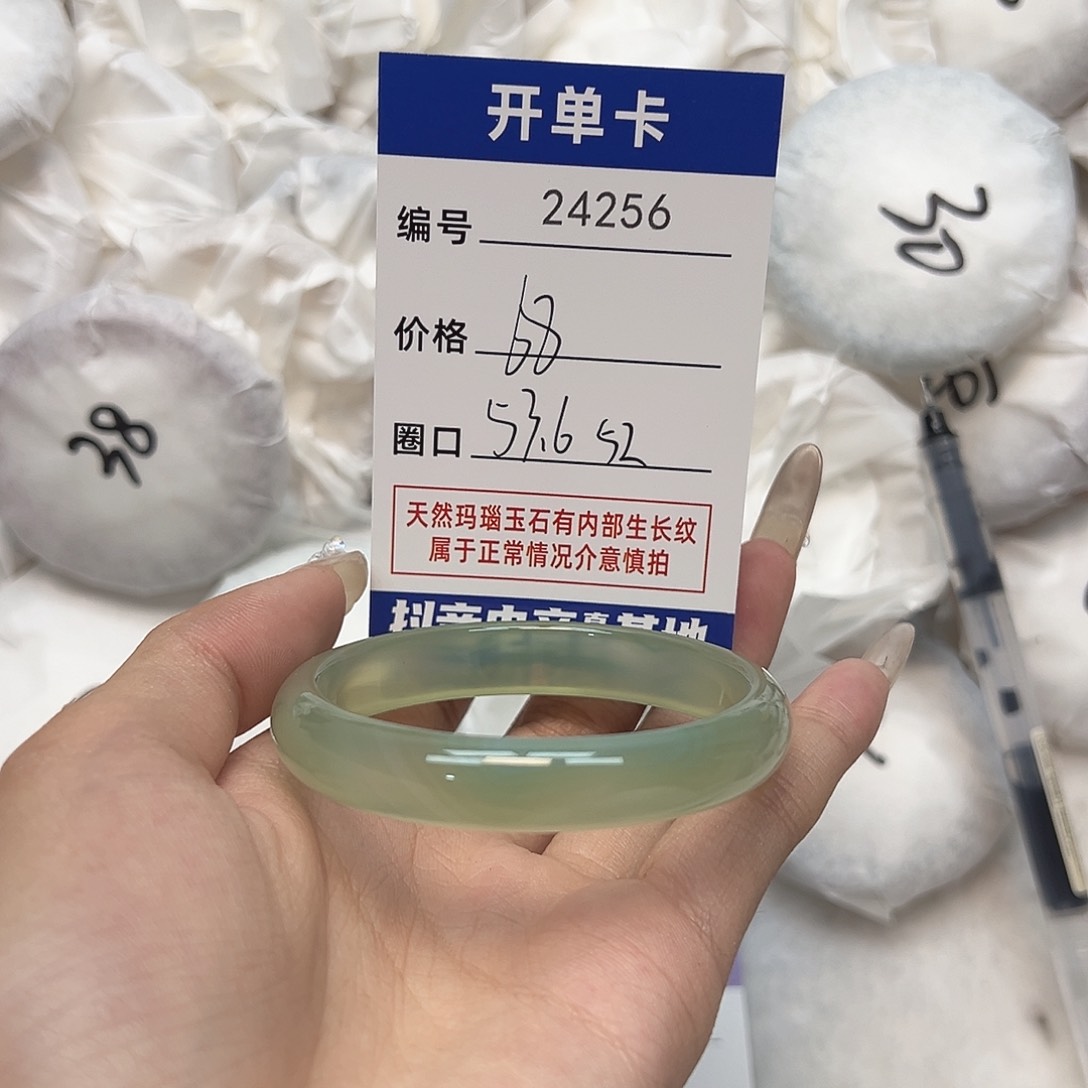 开单卡
编号 24256
价格 68
圈口 53.6 52
天然玛瑙玉石有内部生长纹
属于正常情况介意慎拍
30
38